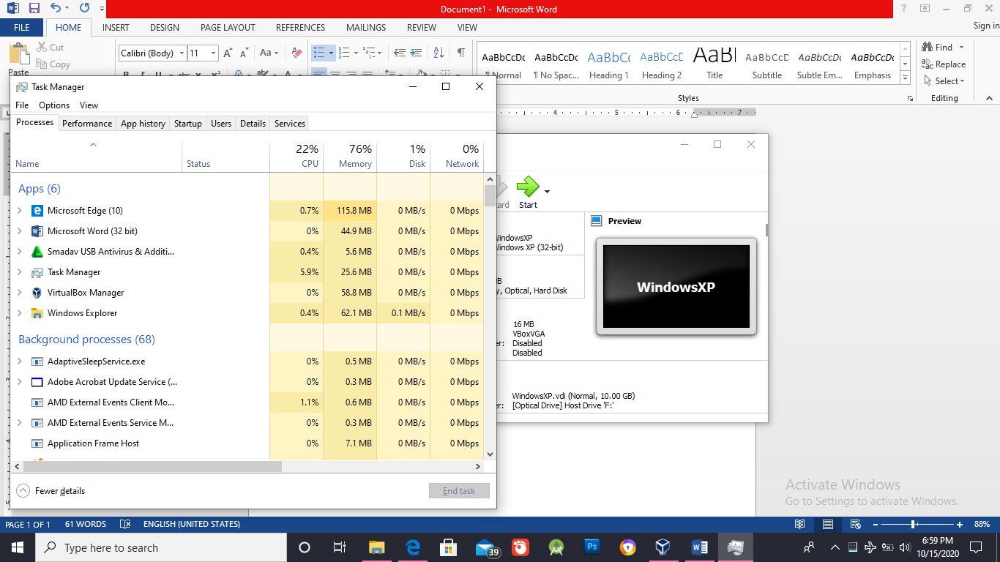 Document1 - Microsoft Word
?
FILE HOME INSERT DESIGN PAGE LAYOUT REFERENCES MAILINGS REVIEW VIEW
Sign in
Cut
Copy
Paste
Calibri (Body) 11
AaBbCcDc AaBbCcDc AaBbCc AaBbCcD AaBl AaBbCcD AaBbCcDc AaBbCcDc
¶ Normal ¶ No Spac... Heading 1 Heading 2 Title Subtitle Subtle Em... Emphasis
Styles
Find
Replace
Select
Editing
4 5 6 7
Task Manager
File Options View
Processes Performance App history Startup Users Details Services
22% 76% 1% 0%
Name Status CPU Memory Disk Network
Apps (6)
Microsoft Edge (10) 0.7% 115.8 MB 0 MB/s 0 Mbps
Microsoft Word (32 bit) 0% 44.9 MB 0 MB/s 0 Mbps
Smadav USB Antivirus & Additi... 0.4% 5.6 MB 0 MB/s 0 Mbps
Task Manager 5.9% 25.6 MB 0 MB/s 0 Mbps
VirtualBox Manager 0% 58.8 MB 0 MB/s 0 Mbps
Windows Explorer 0.4% 62.1 MB 0.1 MB/s 0 Mbps
Background processes (68)
AdaptiveSleepService.exe 0% 0.5 MB 0 MB/s 0 Mbps
Adobe Acrobat Update Service (... 0% 0.3 MB 0 MB/s 0 Mbps
AMD External Events Client Mo... 1.1% 0.6 MB 0 MB/s 0 Mbps
AMD External Events Service M... 0% 0.3 MB 0 MB/s 0 Mbps
Application Frame Host 0% 7.1 MB 0 MB/s 0 Mbps
Fewer details
End task
Start
Preview
WindowsXP
Windows XP (32-bit)
WindowsXP
Optical, Hard Disk
16 MB
VBoxVGA
Disabled
Disabled
WindowsXP.vdi (Normal, 10.00 GB)
[Optical Drive] Host Drive 'F:'
Activate Windows
Go to Settings to activate Windows.
PAGE 1 OF 1 61 WORDS ENGLISH (UNITED STATES) 88%
Type here to search
39
Ps
6:59 PM
10/15/2020